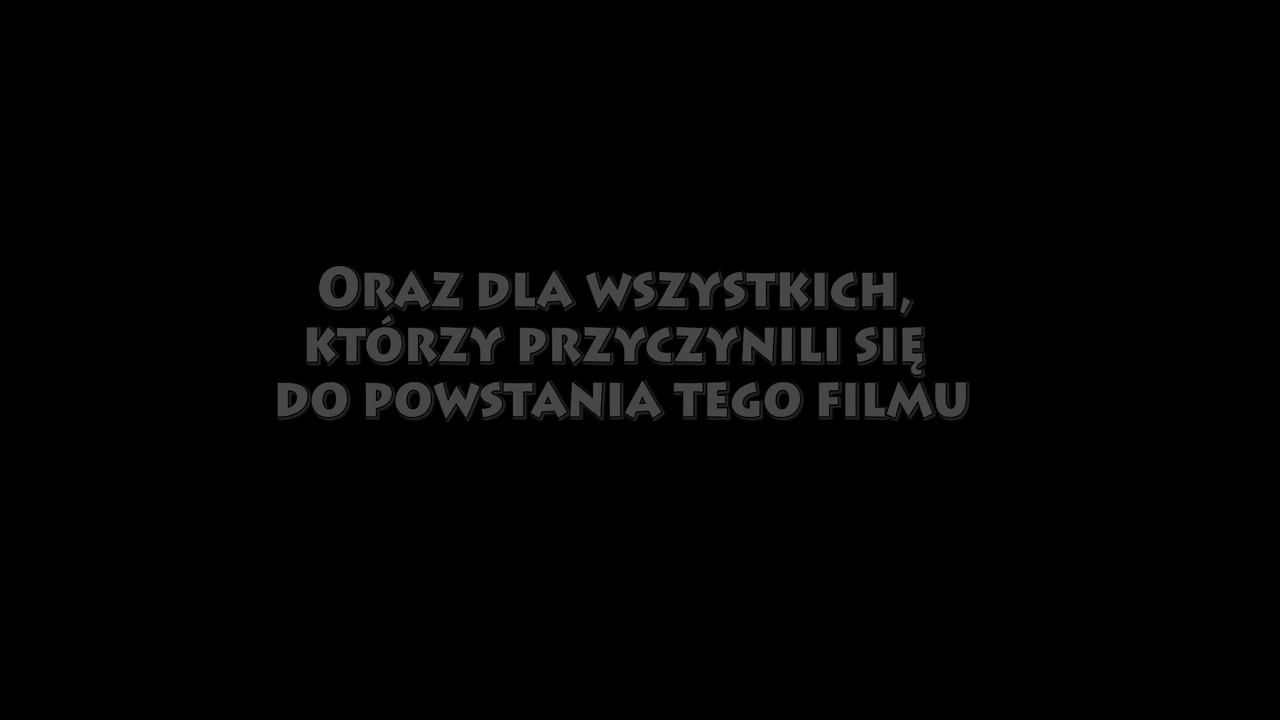 Oraz dla wszystkich,
którzy przyczynili się
do powstania tego filmu